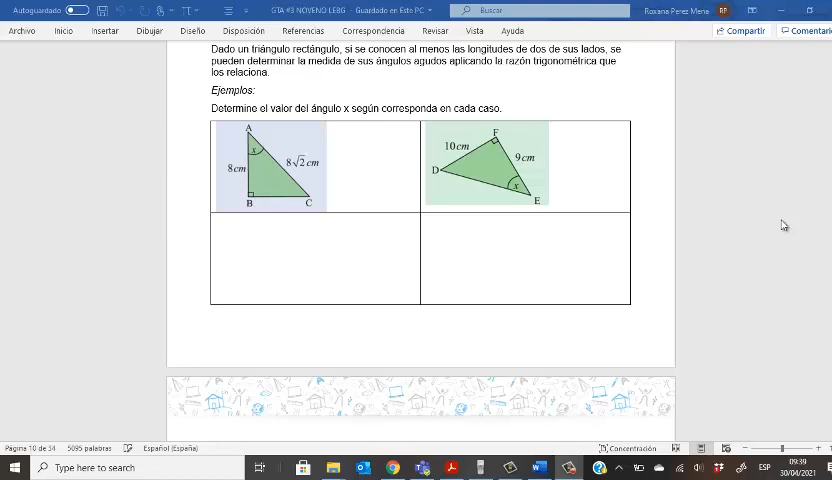 Autoguardado
GTA #3 NOVENO LEBG - Guardado en Este PC
Buscar
Roxana Perez Mena
RP
Archivo Inicio Insertar Dibujar Diseño Disposición Referencias Correspondencia Revisar Vista Ayuda
Compartir
Comentari
Dado un triángulo rectángulo, si se conocen al menos las longitudes de dos de sus lados, se
pueden determinar la medida de sus ángulos agudos aplicando la razón trigonométrica que
los relaciona.
Ejemplos:
Determine el valor del ángulo x según corresponda en cada caso.
A
x
8cm
8√2 cm
B
C
F
10cm
9cm
D
x
E
Página 10 de 34 5095 palabras Español (España)
Concentración
1
Type here to search
ESP
09:39
30/04/2021